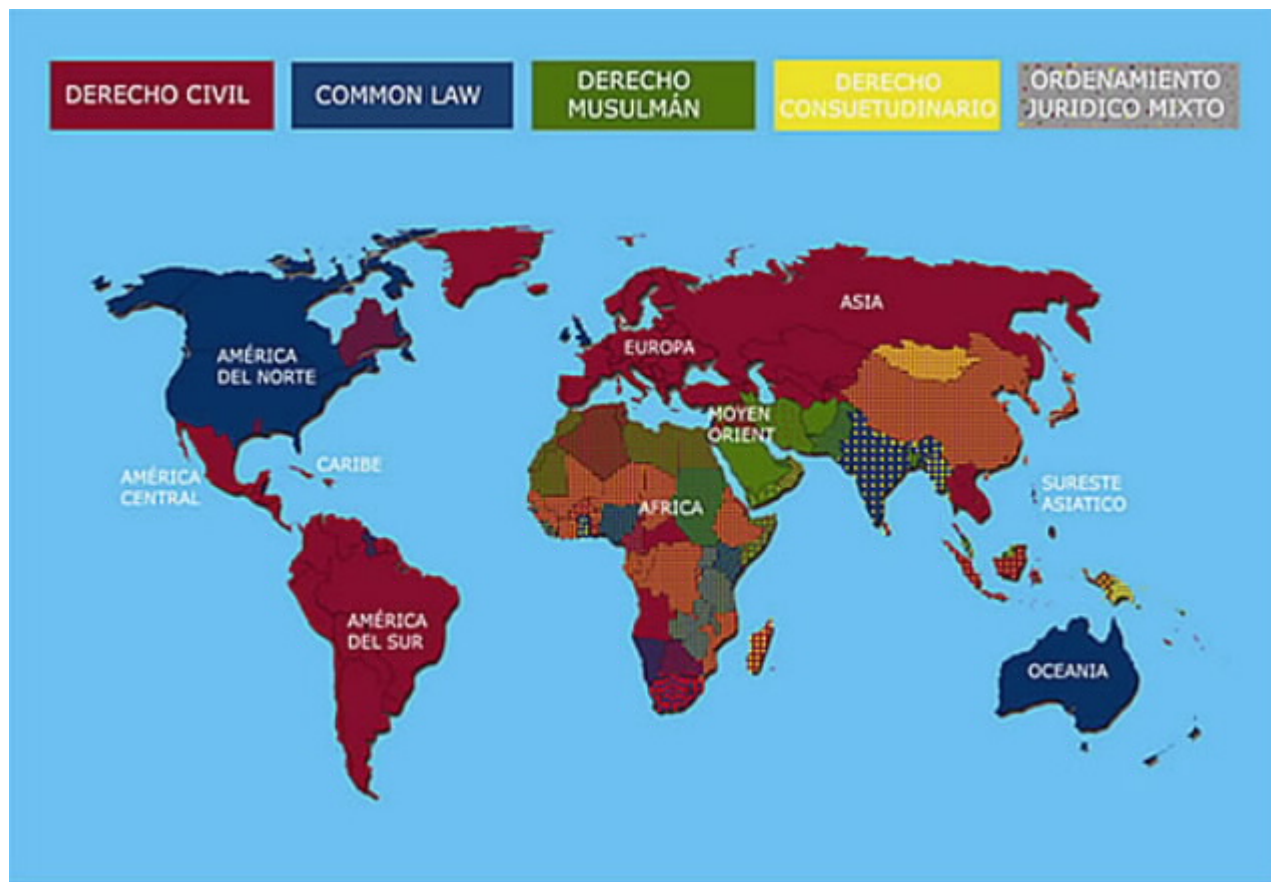 DERECHO CIVIL
COMMON LAW
DERECHO
MUSULMÁN
DERECHO
CONSUETUDINARIO
ORDENAMIENTO
JURIDICO MIXTO
ASIA
EUROPA
AMÉRICA
DEL NORTE
MOYEN
ORIENT
CARIBE
AMÉRICA
CENTRAL
SURESTE
ASIATICO
AFRICA
AMÉRICA
DEL SUR
OCEANIA